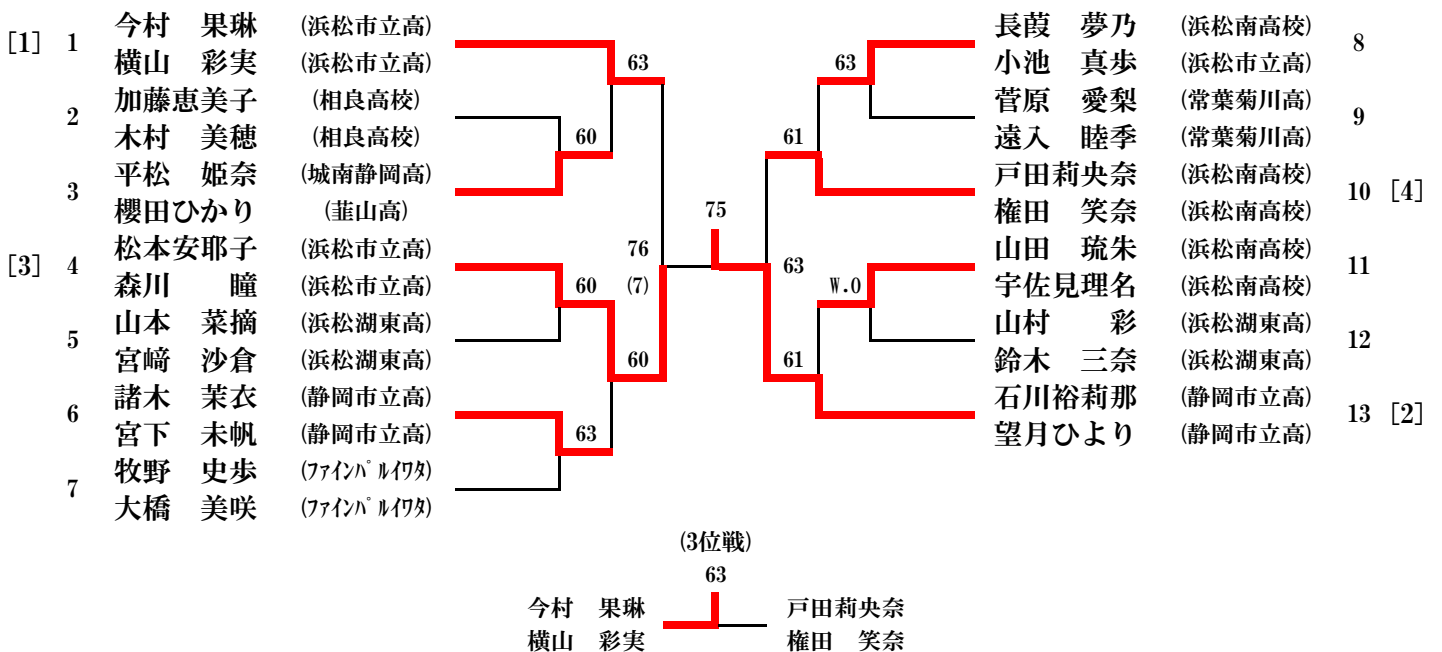 [1] 1 今村 果琳 (浜松市立高)
横山 彩実 (浜松市立高)
2 加藤恵美子 (相良高校)
木村 美穂 (相良高校)
3 平松 姫奈 (城南静岡高)
櫻田ひかり (韮山高)
[3] 4 松本安耶子 (浜松市立高)
森川 瞳 (浜松市立高)
5 山本 菜摘 (浜松湖東高)
宮﨑 沙倉 (浜松湖東高)
6 諸木 茉衣 (静岡市立高)
宮下 未帆 (静岡市立高)
7 牧野 史歩 (ﾌｧｲﾝﾊﾟﾙｲﾜﾀ)
大橋 美咲 (ﾌｧｲﾝﾊﾟﾙｲﾜﾀ)
63
60
60
63
76
(7)
60
75
63
61
63
W.0
61
長葭 夢乃 (浜松南高校) 8
小池 真歩 (浜松市立高)
菅原 愛梨 (常葉菊川高) 9
遠入 睦季 (常葉菊川高)
戸田莉央奈 (浜松南高校) 10 [4]
権田 笑奈 (浜松南高校)
山田 琉朱 (浜松南高校) 11
宇佐見理名 (浜松南高校)
山村 彩 (浜松湖東高) 12
鈴木 三奈 (浜松湖東高)
石川裕莉那 (静岡市立高) 13 [2]
望月ひより (静岡市立高)
(3位戦)
63
今村 果琳 戸田莉央奈
横山 彩実 権田 笑奈